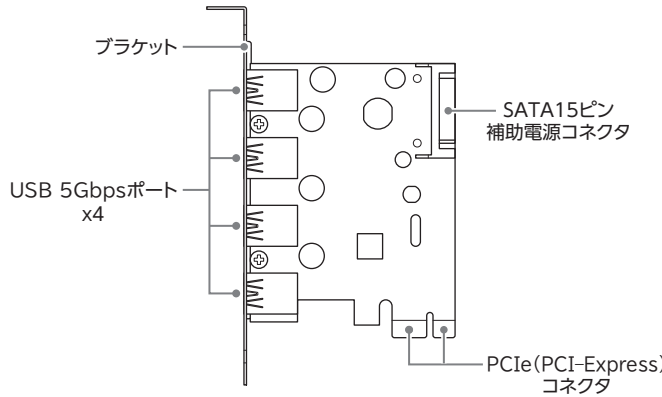 ブラケット
SATA15ピン
補助電源コネクタ
USB 5Gbpsポート
x4
PCIe(PCI-Express)
コネクタ